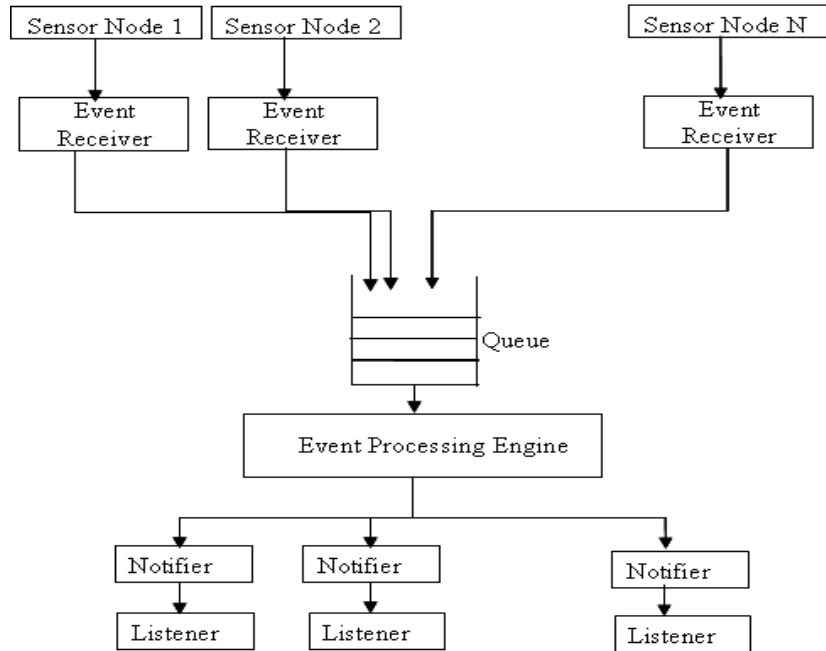 Sensor Node 1
Sensor Node 2
Sensor Node N
Event
Receiver
Event
Receiver
Event
Receiver
Queue
Event Processing Engine
Notifier
Notifier
Notifier
Listener
Listener
Listener